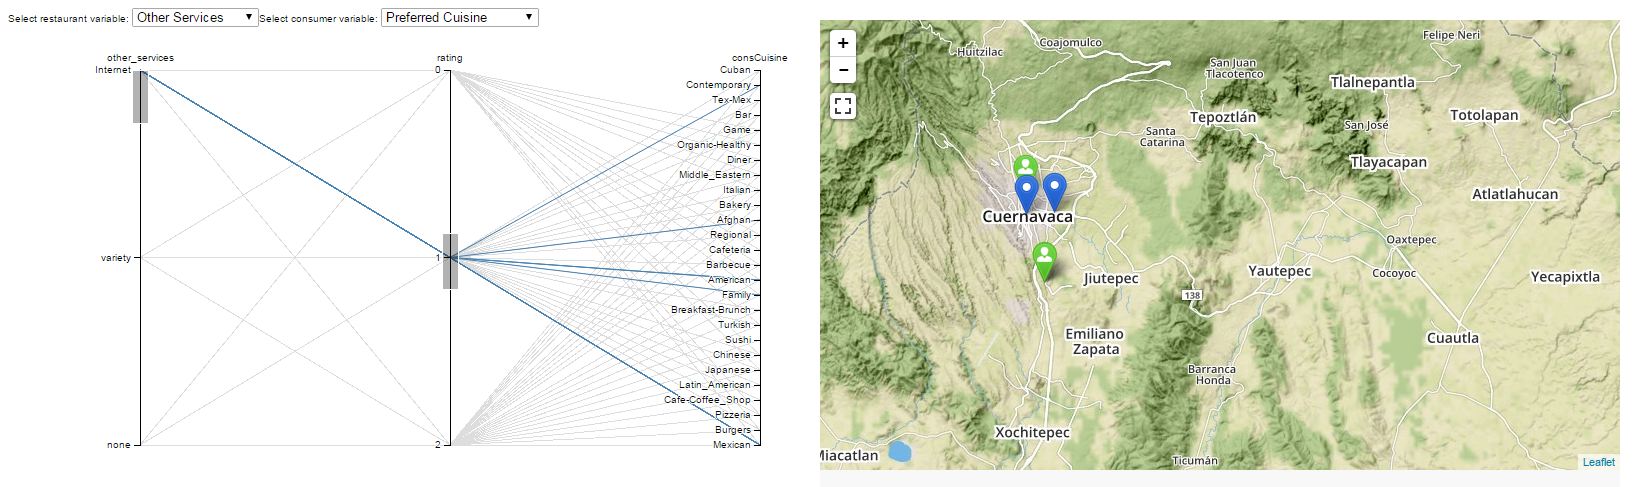 Select restaurant variable: Other Services Select consumer variable: Preferred Cuisine
other_services rating consCuisine
Internet
variety
none
0
1
2
Cuban
Contemporary
Tex-Mex
Bar
Game
Organic-Healthy
Diner
Middle_Eastern
Italian
Bakery
Afghan
Regional
Cafeteria
Barbecue
American
Family
Breakfast-Brunch
Turkish
Sushi
Chinese
Japanese
Latin_American
Cafe-Coffee_Shop
Pizzeria
Burgers
Mexican
+
−
Huitzilac
Coajomulco
Felipe Neri
San Juan
Tlacotenco
Tlalnepantla
Tepoztlán
Santa
Catarina
San José
Totolapan
Tlayacapan
Atlatlahucan
Cuernavaca
Oaxtepec
Jiutepec
Yautepec
Cocoyoc
Yecapixtla
138
Emiliano
Zapata
Cuautla
Barranca
Honda
Xochitepec
Miacatlan
Ticumán
Leaflet